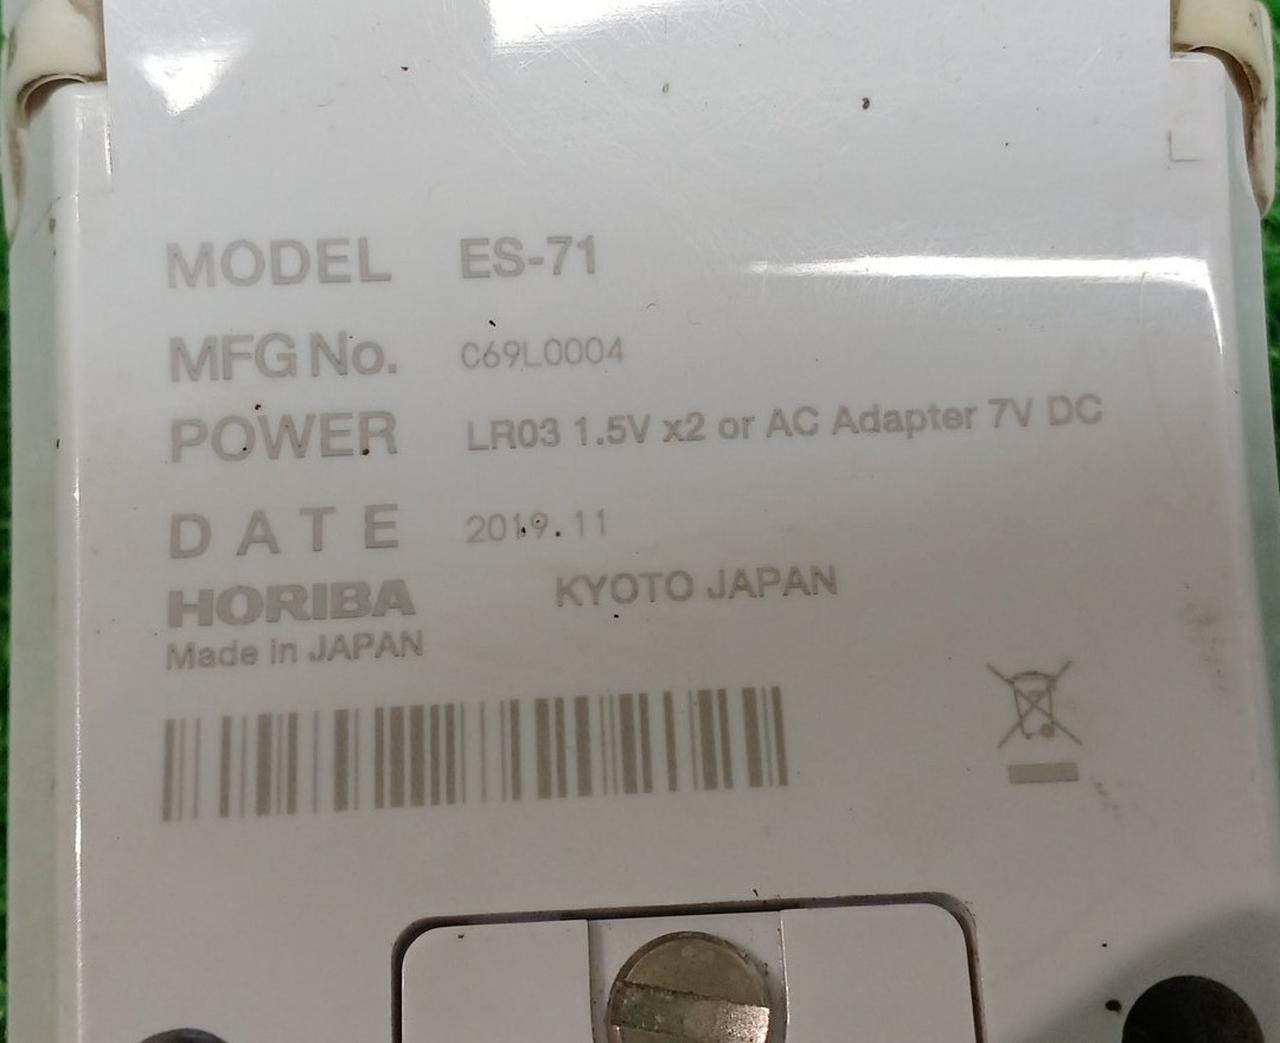 MODEL ES-71
MFG No. C69L0004
POWER LR03 1.5V x2 or AC Adapter 7V DC
DATE 2019.11
HORIBA KYOTO JAPAN
Made in JAPAN